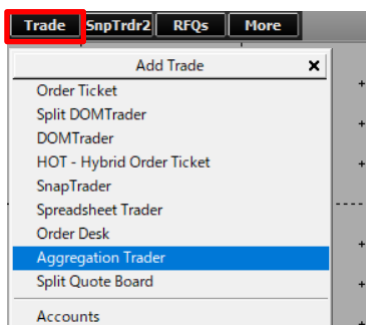 Trade SnpTrdr2 RFQs More
Add Trade x
Order Ticket
Split DOMTrader
DOMTrader
HOT - Hybrid Order Ticket
SnapTrader
Spreadsheet Trader
Order Desk
Aggregation Trader
Split Quote Board
Accounts